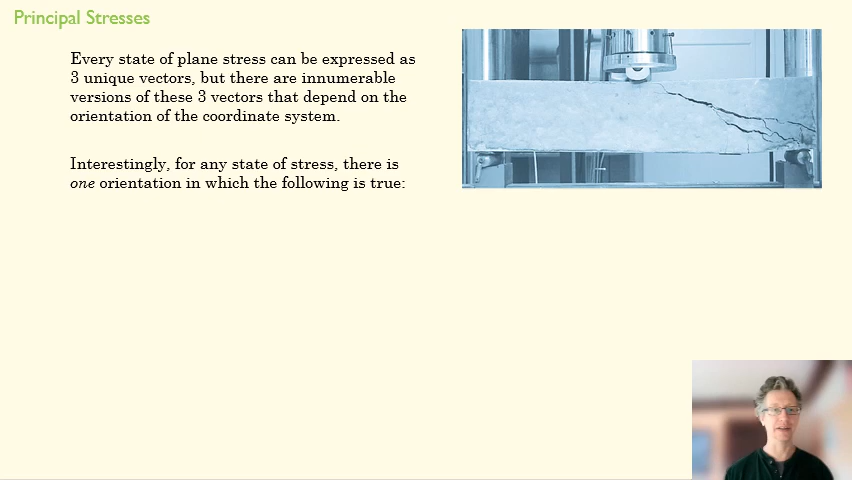 Principal Stresses
Every state of plane stress can be expressed as
3 unique vectors, but there are innumerable
versions of these 3 vectors that depend on the
orientation of the coordinate system.
Interestingly, for any state of stress, there is
one orientation in which the following is true: